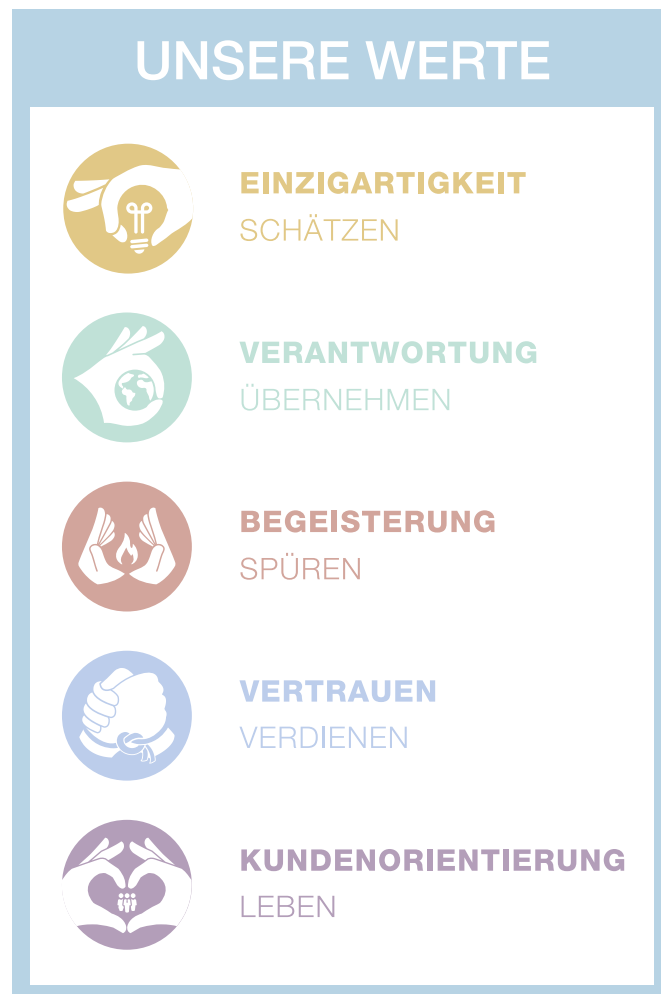 UNSERE WERTE
EINZIGARTIGKEIT
SCHÄTZEN
VERANTWORTUNG
ÜBERNEHMEN
BEGEISTERUNG
SPÜREN
VERTRAUEN
VERDIENEN
KUNDENORIENTIERUNG
LEBEN